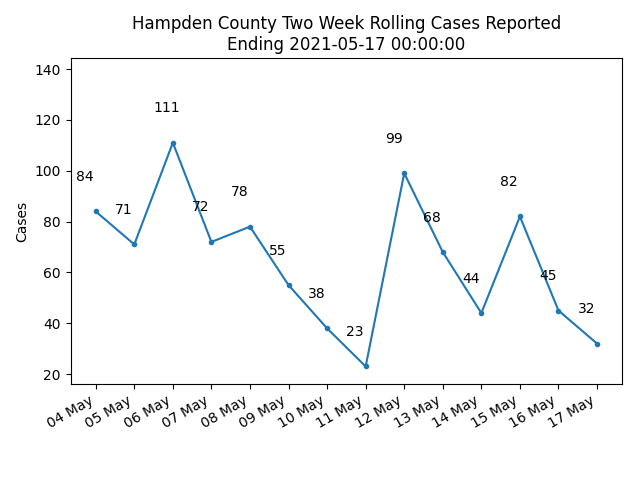 Hampden County Two Week Rolling Cases Reported
Ending 2021-05-17 00:00:00
Cases
140
120
100
80
60
40
20
84
71
111
72
78
55
38
23
99
68
44
82
45
32
04 May
05 May
06 May
07 May
08 May
09 May
10 May
11 May
12 May
13 May
14 May
15 May
16 May
17 May